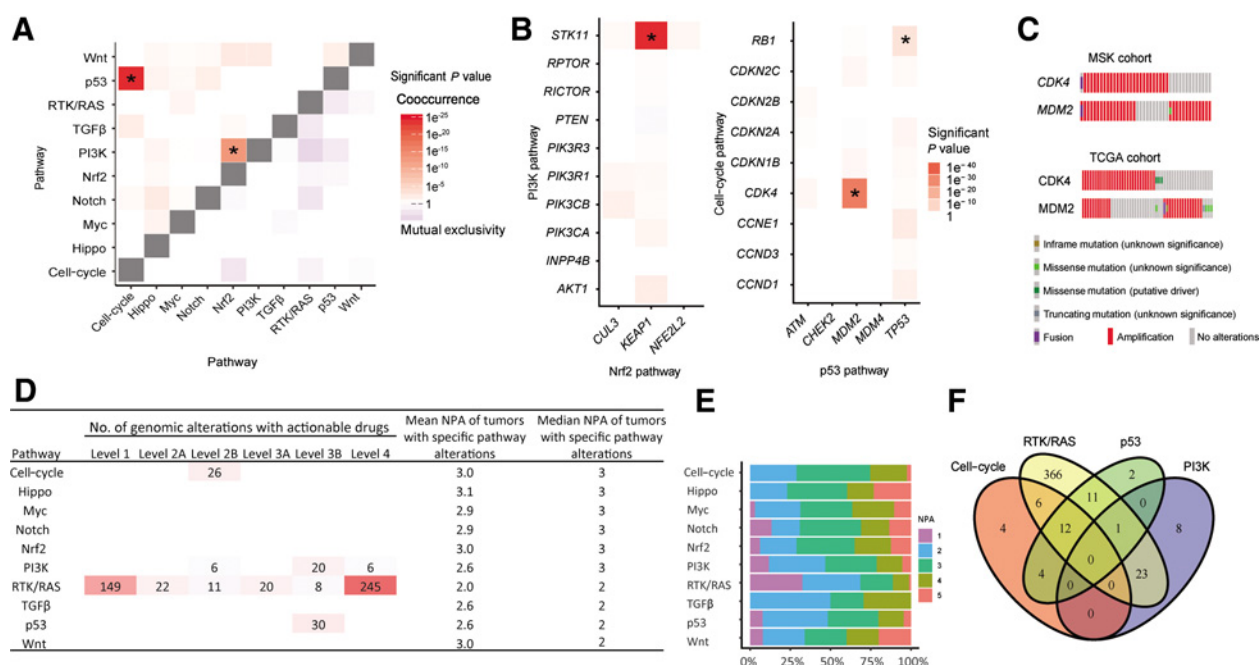 A
Wnt
p53
RTK/RAS
TGFβ
PI3K
Nrf2
Notch
Myc
Hippo
Cell-cycle
Pathway
*
*
Cell-cycle
Hippo
Myc
Notch
Nrf2
PI3K
TGFβ
RTK/RAS
p53
Wnt
Pathway
Significant P value
Cooccurrence
1e-25
1e-20
1e-15
1e-10
1e-5
1
Mutual exclusivity
B
STK11
RPTOR
RICTOR
PTEN
PIK3R3
PIK3R1
PIK3CB
PIK3CA
INPP4B
AKT1
PI3K pathway
*
CUL3
KEAP1
NFE2L2
Nrf2 pathway
RB1
CDKN2C
CDKN2B
CDKN2A
CDKN1B
CDK4
CCNE1
CCND3
CCND1
Cell-cycle pathway
*
*
ATM
CHEK2
MDM2
MDM4
TP53
p53 pathway
Significant
P value
1e-40
1e-30
1e-20
1e-10
1
C
MSK cohort
CDK4
MDM2
TCGA cohort
CDK4
MDM2
Inframe mutation (unknown significance)
Missense mutation (unknown significance)
Missense mutation (putative driver)
Truncating mutation (unknown significance)
Fusion Amplification No alterations
D
No. of genomic alterations with actionable drugs Mean NPA of tumors with specific pathway alterations Median NPA of tumors with specific pathway alterations
Pathway Level 1 Level 2A Level 2B Level 3A Level 3B Level 4
Cell-cycle 26 3.0 3
Hippo 3.1 3
Myc 2.9 3
Notch 2.9 3
Nrf2 3.0 3
PI3K 6 20 6 2.6 3
RTK/RAS 149 22 11 20 8 245 2.0 2
TGFβ 2.6 2
p53 30 2.6 2
Wnt 3.0 2
E
Cell-cycle
Hippo
Myc
Notch
Nrf2
PI3K
RTK/RAS
TGFβ
p53
Wnt
0% 25% 50% 75% 100%
NPA
1
2
3
4
5
F
RTK/RAS p53
Cell-cycle PI3K
366 2
4 6 11 0 8
12 1
0
4 0 0 23
0